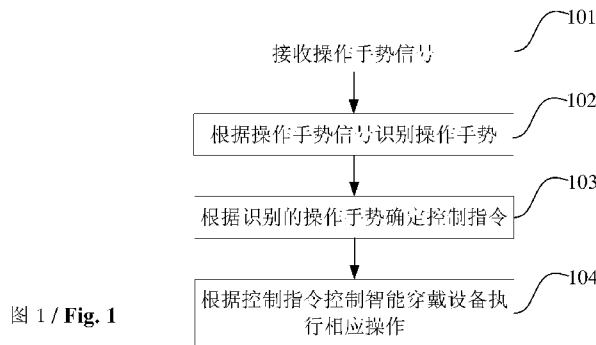 101
接收操作手势信号
102
根据操作手势信号识别操作手势
103
根据识别的操作手势确定控制指令
104
根据控制指令控制智能穿戴设备执
行相应操作
图 1 / Fig. 1